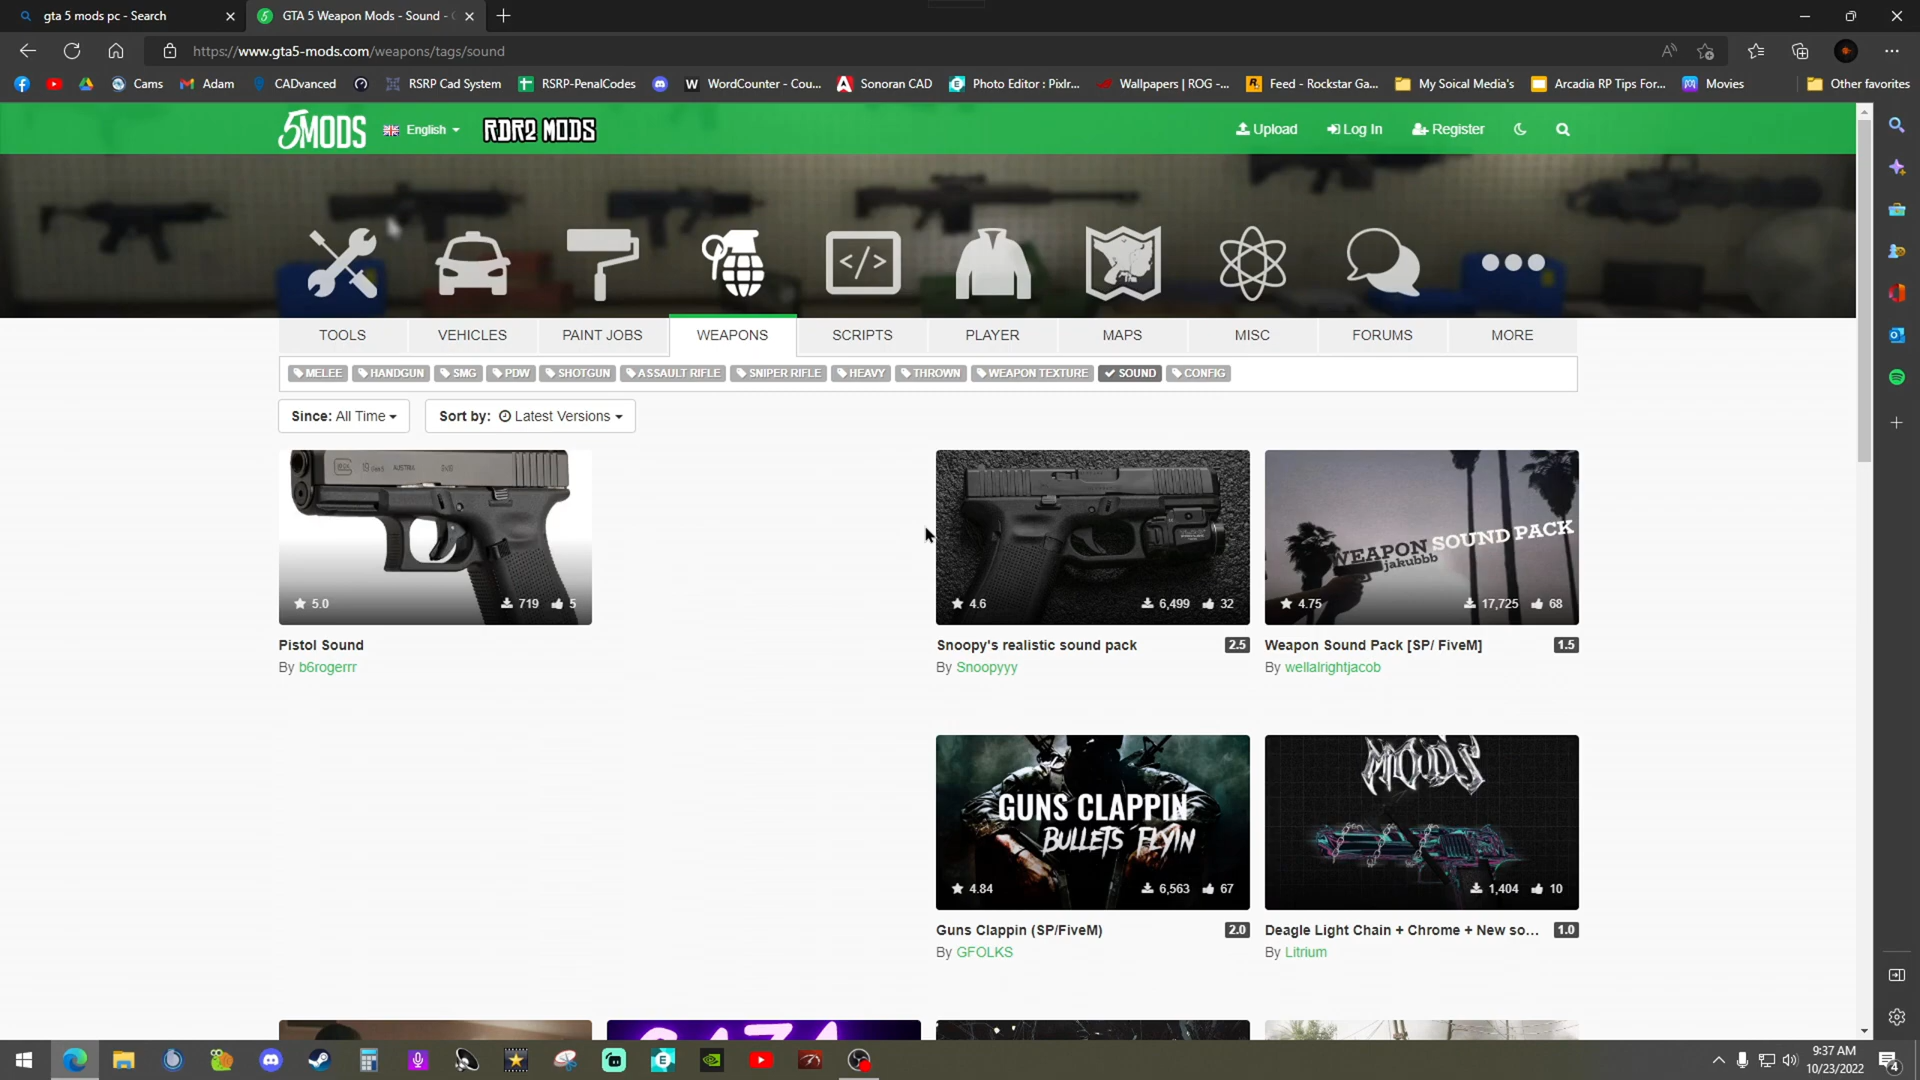 gta 5 mods pc - Search
GTA 5 Weapon Mods - Sound -
https://www.gta5-mods.com/weapons/tags/sound
Cams
Adam
CADvanced
RSRP Cad System
RSRP-PenalCodes
WordCounter - Cou...
Sonoran CAD
Photo Editor : Pixlr...
Wallpapers | ROG -...
Feed - Rockstar Ga...
My Soical Media's
Arcadia RP Tips For...
Movies
Other favorites
5MODS
English
RDR2 MODS
Upload
Log In
Register
TOOLS
VEHICLES
PAINT JOBS
WEAPONS
SCRIPTS
PLAYER
MAPS
MISC
FORUMS
MORE
MELEE
HANDGUN
SMG
PDW
SHOTGUN
ASSAULT RIFLE
SNIPER RIFLE
HEAVY
THROWN
WEAPON TEXTURE
SOUND
CONFIG
Since: All Time
Sort by: Latest Versions
5.0
719
5
Pistol Sound
By b6rogerrr
4.6
6,499
32
Snoopy's realistic sound pack
2.5
By Snoopyyy
WEAPON SOUND PACK
jakubbb
4.75
17,725
68
Weapon Sound Pack [SP/ FiveM]
1.5
By wellalrightjacob
GUNS CLAPPIN
BULLETS FLYIN
4.84
6,563
67
Guns Clappin (SP/FiveM)
2.0
By GFOLKS
MODS
1,404
10
Deagle Light Chain + Chrome + New so...
1.0
By Litrium
9:37 AM
10/23/2022
4